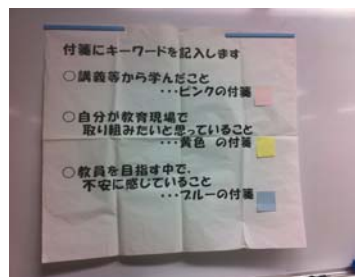 付箋にキーワードを記入します
○講義等から学んだこと
・・・ピンクの付箋
○自分が教育現場で
取り組みたいと思っていること
・・・黄色 の付箋
○教員を目指す中で、
不安に感じていること
・・・ブルーの付箋